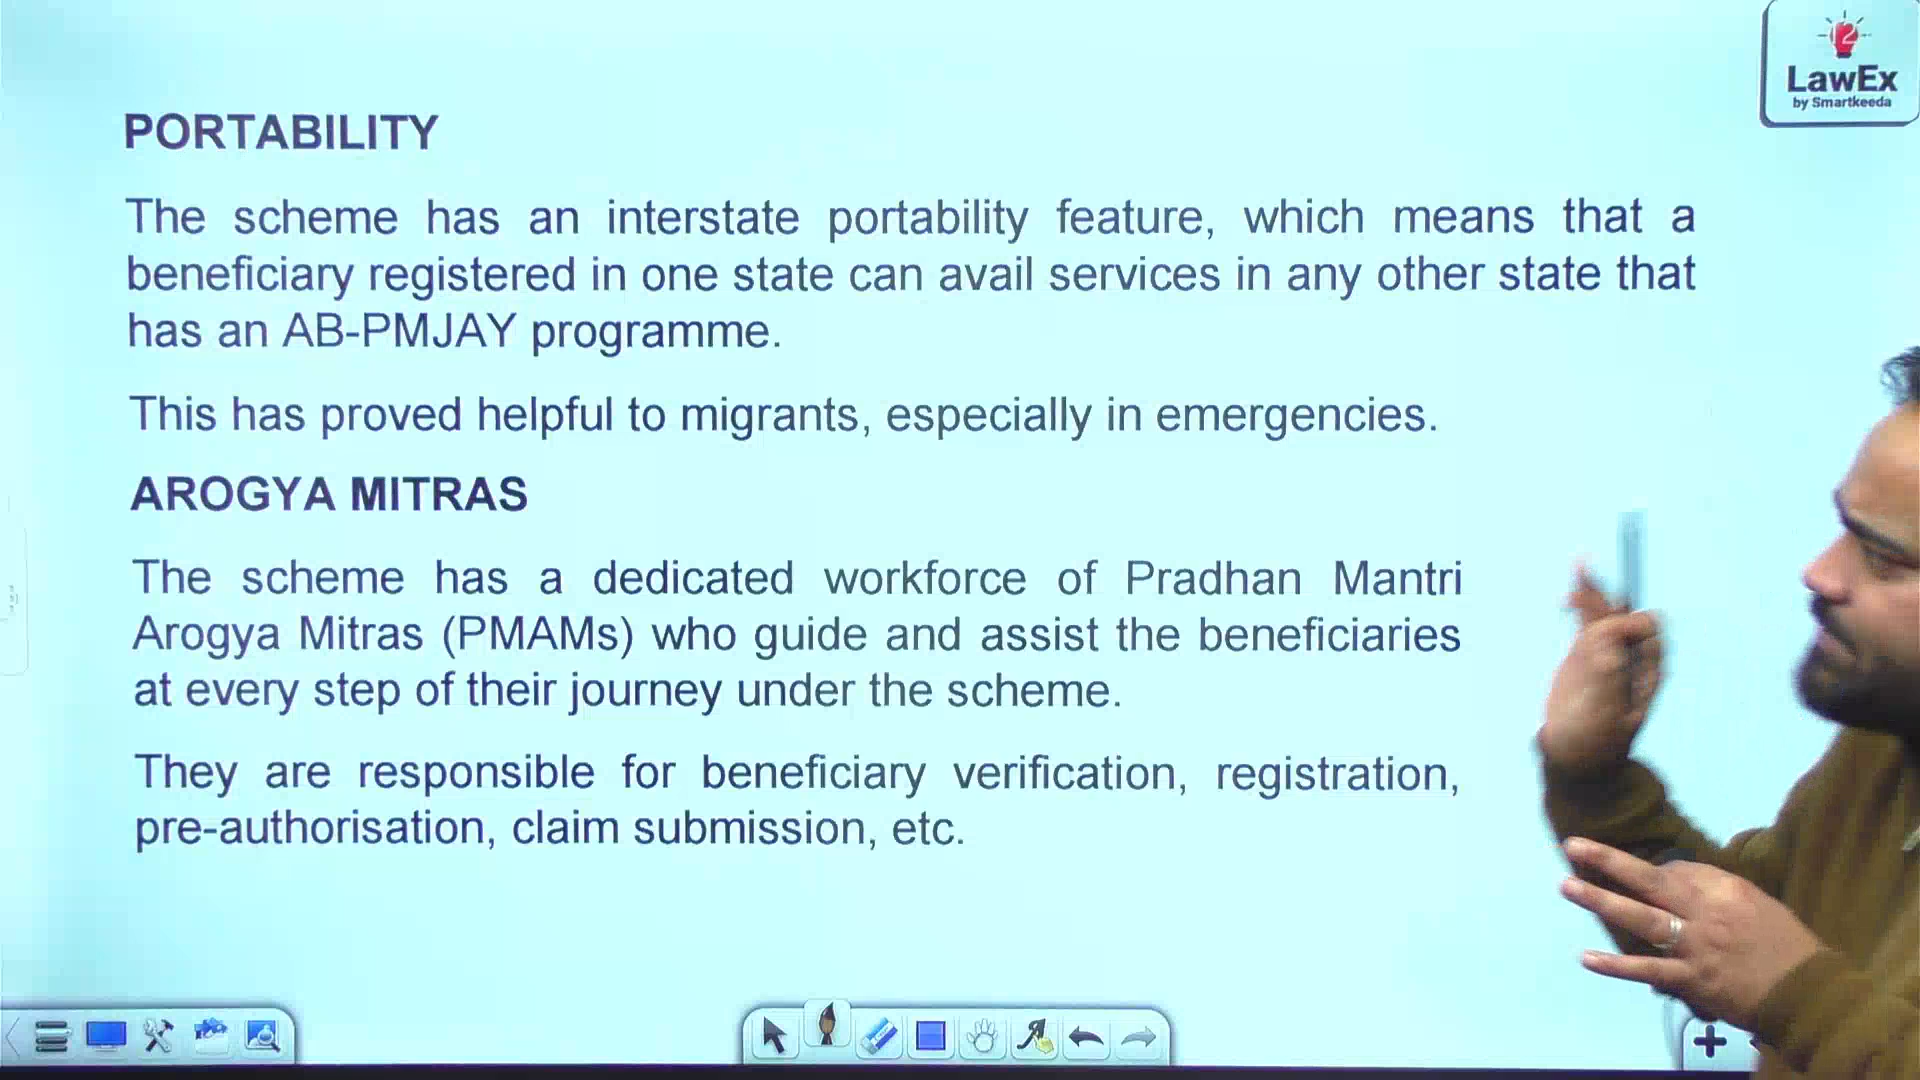 LawEx
by Smartkeeda
PORTABILITY
The scheme has an interstate portability feature, which means that a
beneficiary registered in one state can avail services in any other state that
has an AB-PMJAY programme.
This has proved helpful to migrants, especially in emergencies.
AROGYA MITRAS
The scheme has a dedicated workforce of Pradhan Mantri
Arogya Mitras (PMAMs) who guide and assist the beneficiaries
at every step of their journey under the scheme.
They are responsible for beneficiary verification, registration,
pre-authorisation, claim submission, etc.